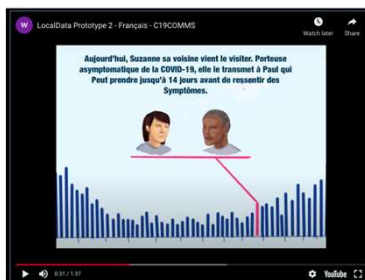 W LocalData Prototype 2 - Français - C19COMMS
Watch later Share
Aujourd'hui, Suzanne sa voisine vient le visiter. Porteuse
asymptomatique de la COVID-19, elle le transmet à Paul qui
Peut prendre jusqu'à 14 jours avant de ressentir des
Symptômes.
0:31 / 1:37 YouTube